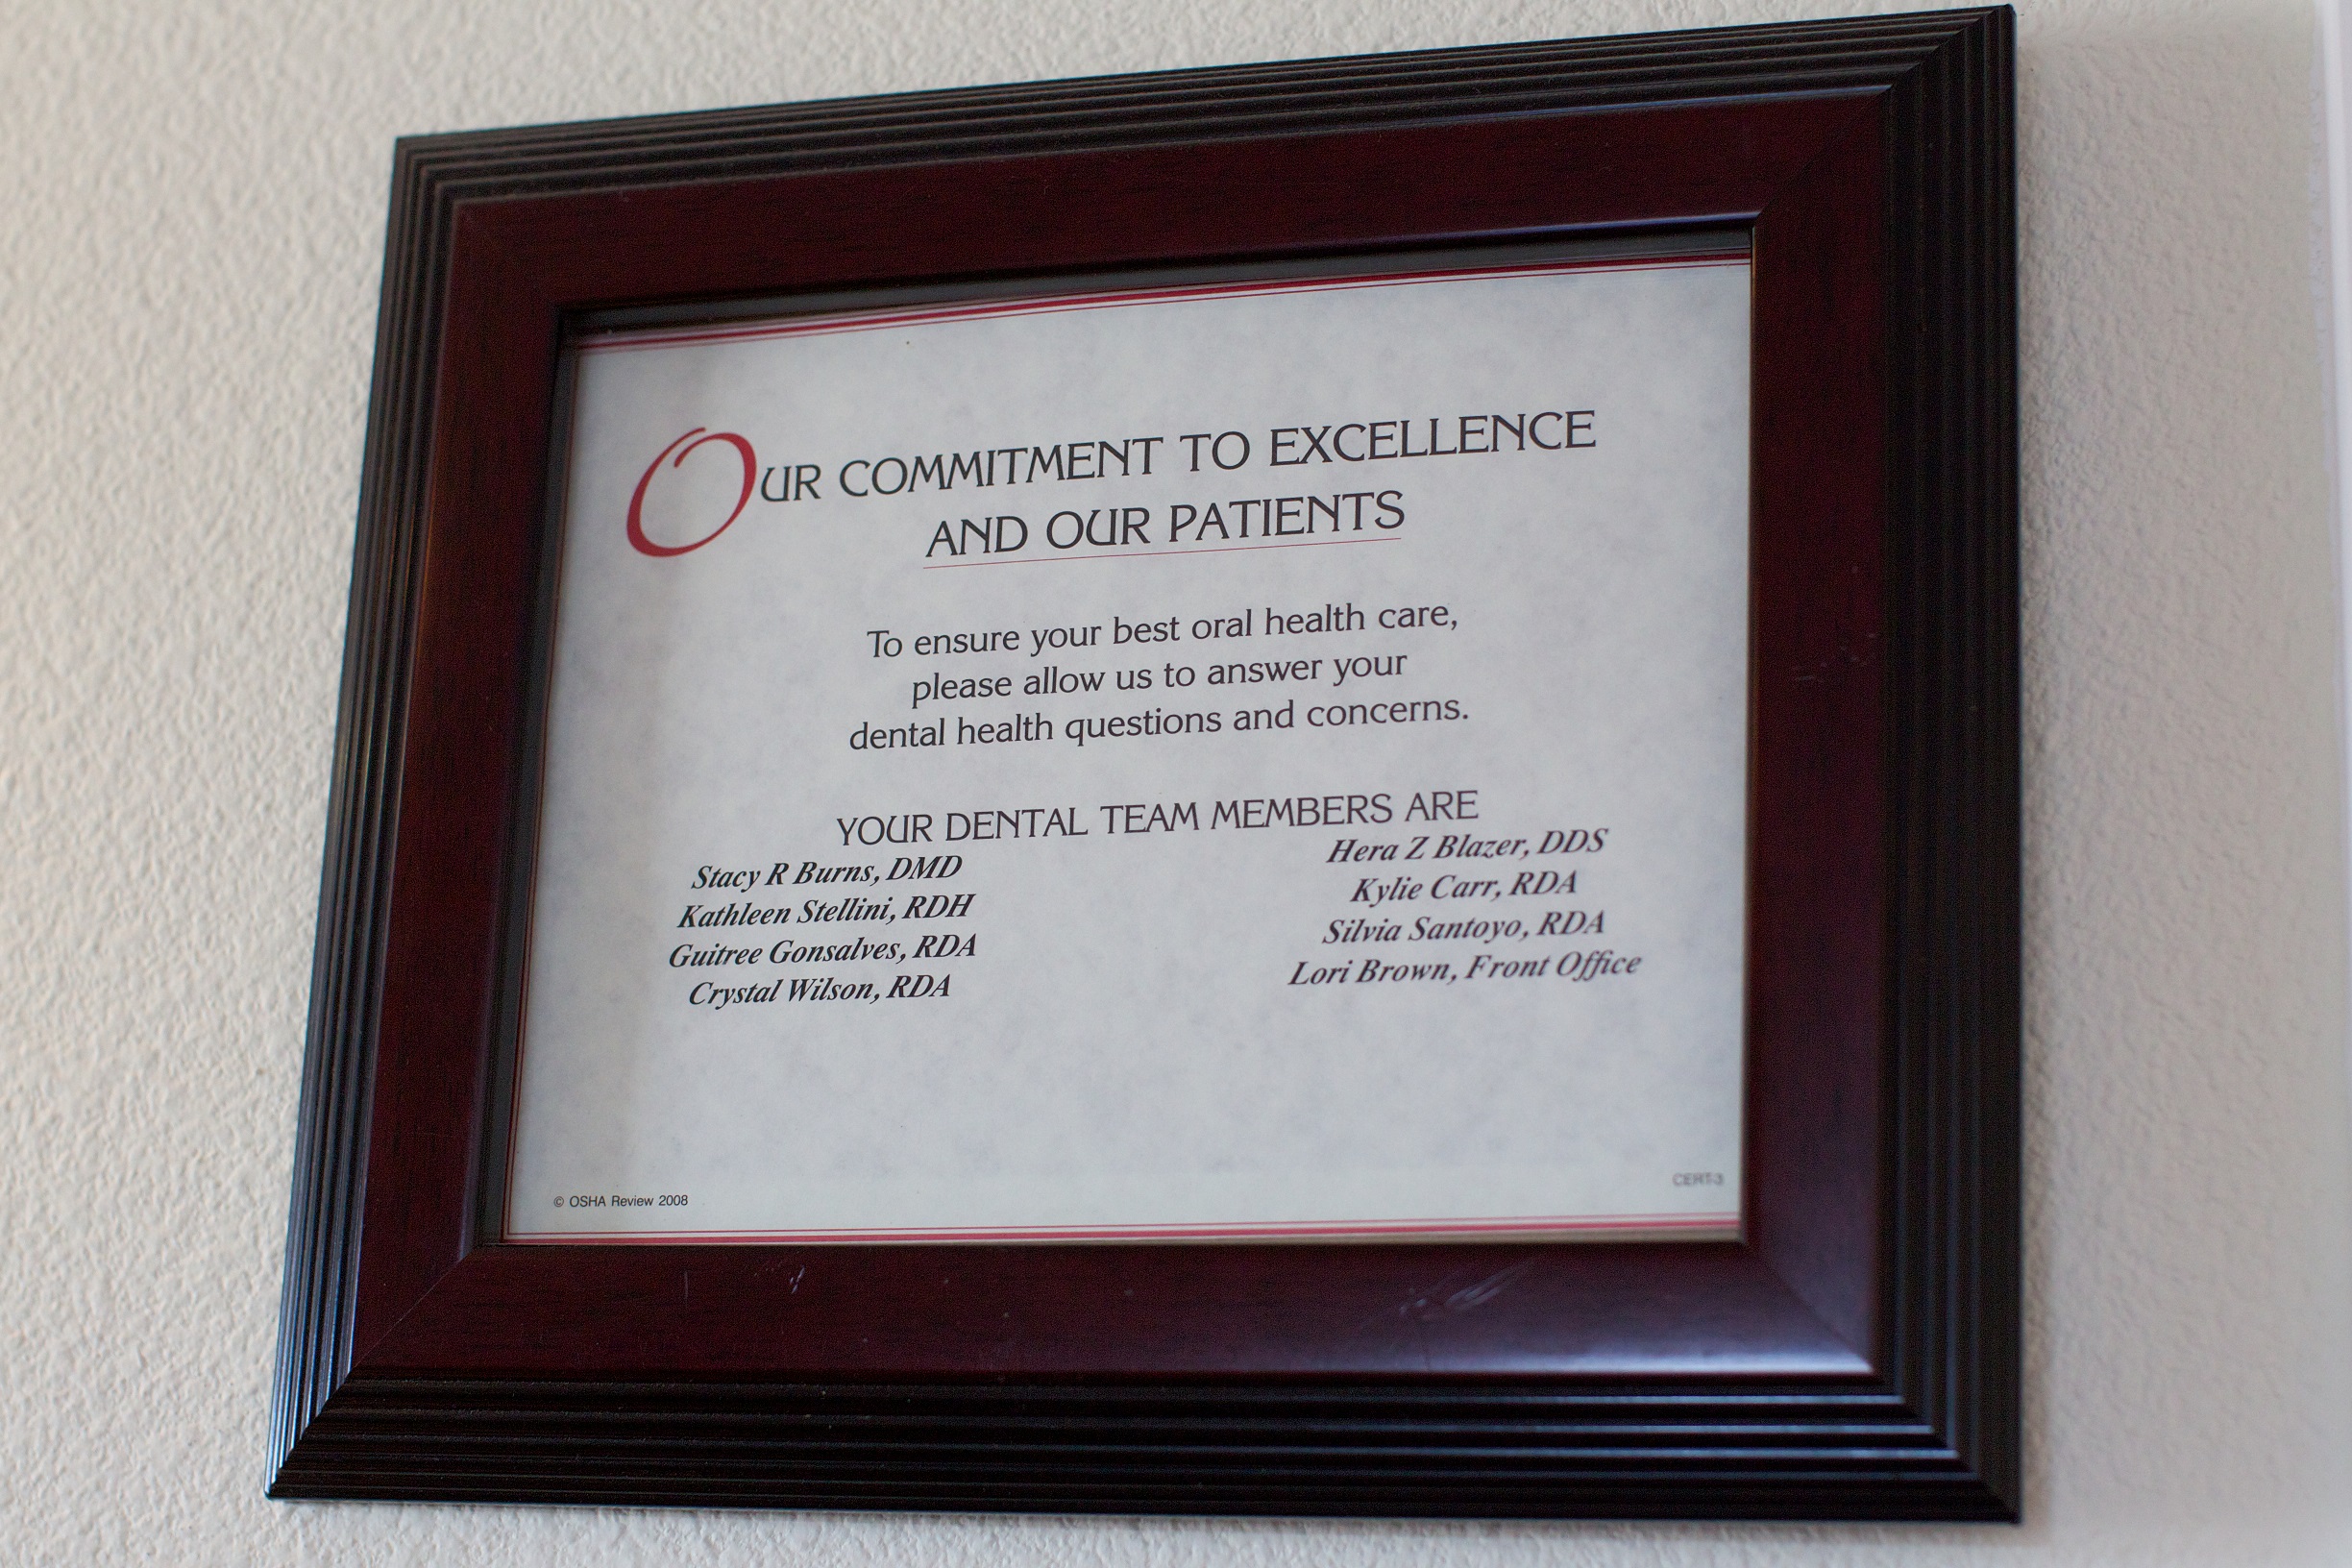 OUR COMMITMENT TO EXCELLENCE
AND OUR PATIENTS
To ensure your best oral health care,
please allow us to answer your
dental health questions and concerns.
YOUR DENTAL TEAM MEMBERS ARE
Stacy R Burns, DMD
Kathleen Stellini, RDH
Guitree Gonsalves, RDA
Crystal Wilson, RDA
Hera Z Blazer, DDS
Kylie Carr, RDA
Silvia Santoyo, RDA
Lori Brown, Front Office
© OSHA Review 2008
CERT-3